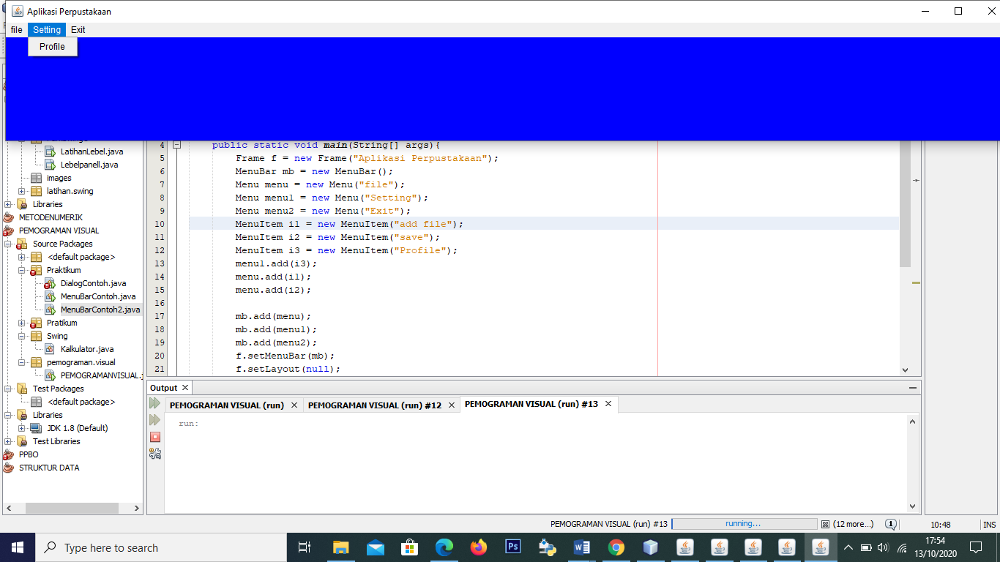 Aplikasi Perpustakaan
file Setting Exit
Profile
LatihanLebel.java
Lebelpanell.java
images
latihan.swing
Libraries
METODENUMERIK
PEMOGRAMAN VISUAL
Source Packages
<default package>
Praktikum
DialogContoh.java
MenuBarContoh.java
MenuBarContoh2.java
Pratikum
Swing
Kalkulator.java
pemograman.visual
PEMOGRAMANVISUAL.j
Test Packages
<default package>
Libraries
JDK 1.8 (Default)
Test Libraries
PPBO
STRUKTUR DATA
4 public static void main(String[] args){
5 Frame f = new Frame("Aplikasi Perpustakaan");
6 MenuBar mb = new MenuBar();
7 Menu menu = new Menu("file");
8 Menu menu1 = new Menu("Setting");
9 Menu menu2 = new Menu("Exit");
10 MenuItem i1 = new MenuItem("add file");
11 MenuItem i2 = new MenuItem("save");
12 MenuItem i3 = new MenuItem("Profile");
13 menu1.add(i3);
14 menu.add(i1);
15 menu.add(i2);
16
17 mb.add(menu);
18 mb.add(menu1);
19 mb.add(menu2);
20 f.setMenuBar(mb);
21 f.setLayout(null);
Output
PEMOGRAMAN VISUAL (run) PEMOGRAMAN VISUAL (run) #12 PEMOGRAMAN VISUAL (run) #13
run:
PEMOGRAMAN VISUAL (run) #13 running... (12 more...) 1 10:48 INS
Type here to search
Ps
W
17:54
13/10/2020